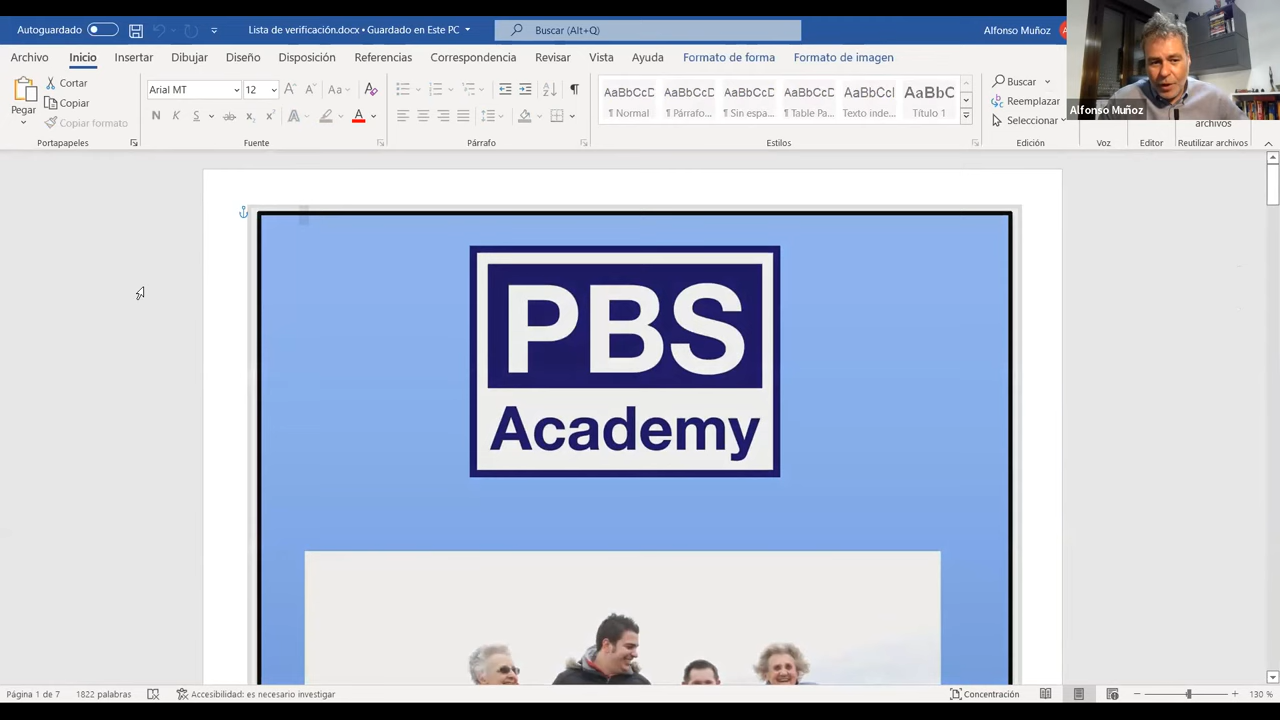 Autoguardado
Lista de verificación.docx • Guardado en Este PC
Buscar (Alt+Q)
Alfonso Muñoz
Archivo Inicio Insertar Dibujar Diseño Disposición Referencias Correspondencia Revisar Vista Ayuda Formato de forma Formato de imagen
Pegar
Cortar
Copiar
Copiar formato
Portapapeles
Arial MT 12
N K S
Fuente
Párrafo
AaBbCcD AaBbCcD AaBbCcD AaBbCcD AaBbCcI AaBbC
¶ Normal ¶ Párrafo... ¶ Sin espa... ¶ Table Pa... Texto inde... Título 1
Estilos
Buscar
Reemplazar
Seleccionar
Edición
Voz
Editor
archivos
Reutilizar archivos
Alfonso Muñoz
PBS
Academy
Página 1 de 7 1822 palabras Accesibilidad: es necesario investigar Concentración 130 %